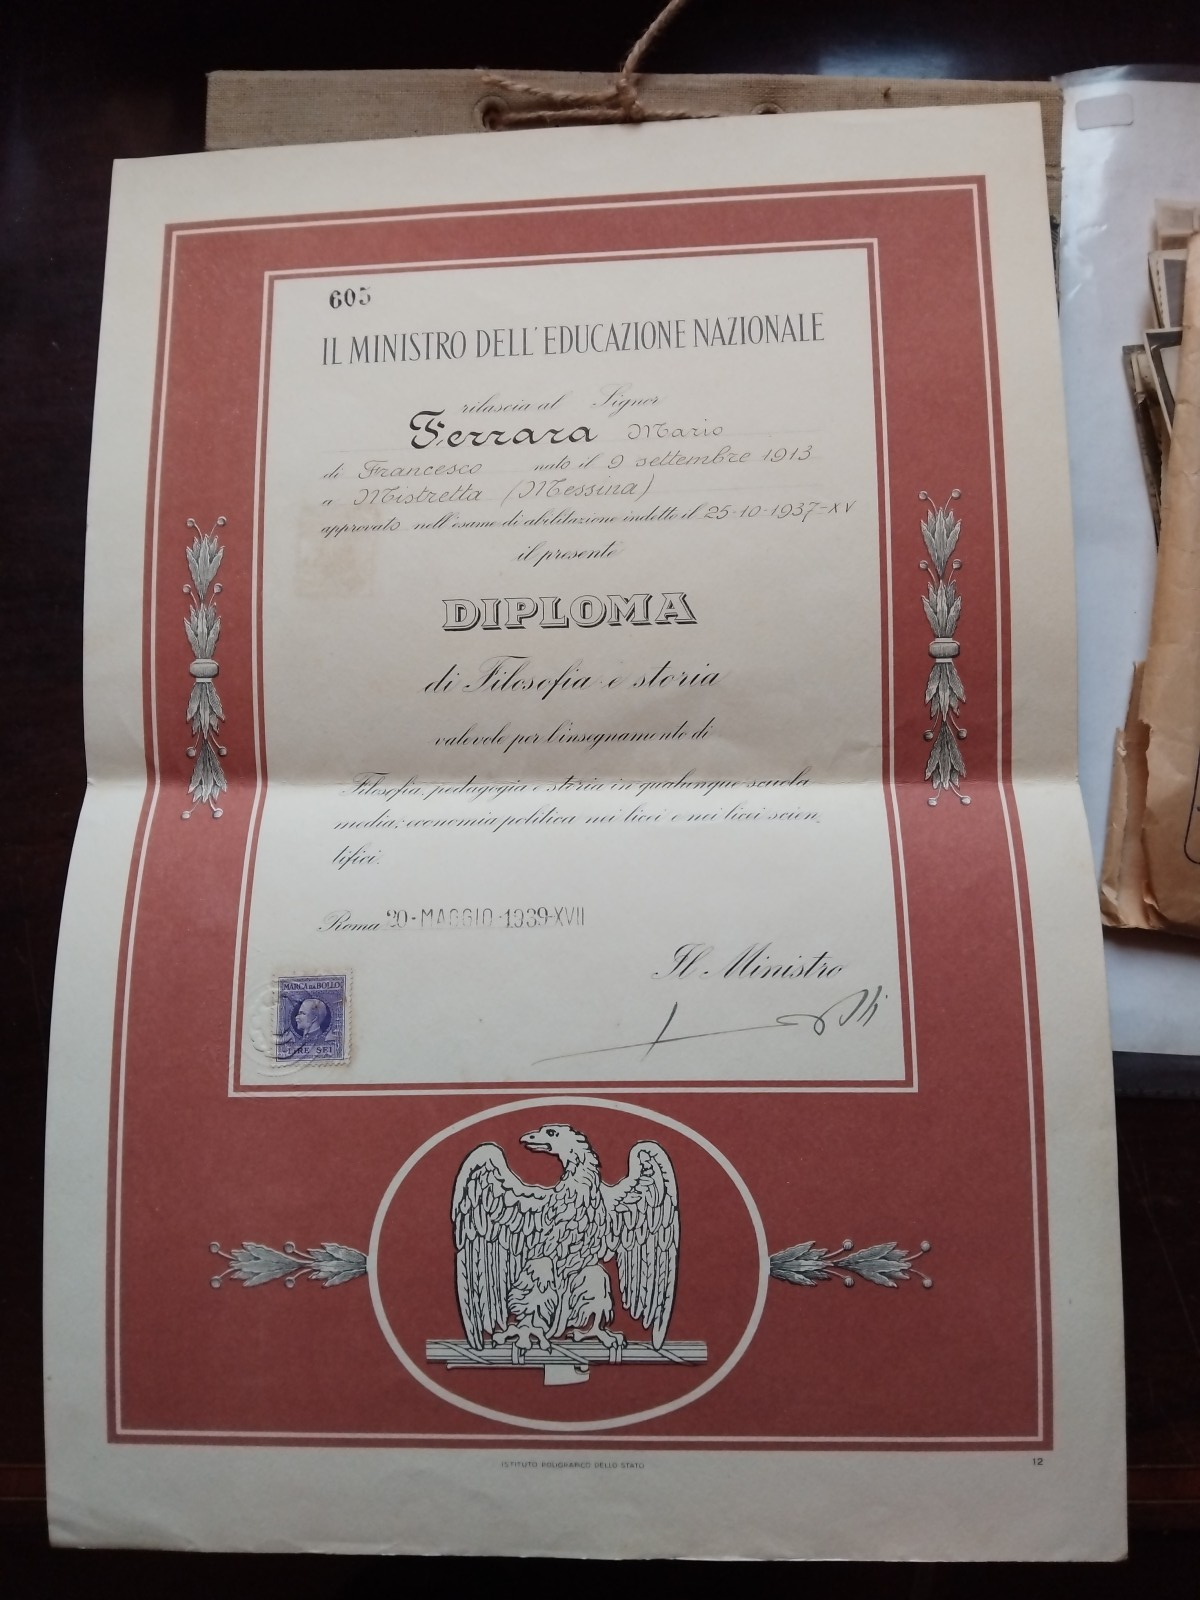 605
IL MINISTRO DELL'EDUCAZIONE NAZIONALE
rilascia al Signor
Ferrara Mario
di Francesco nato il 9 settembre 1913
a Mistretta (Messina)
approvato nell'esame di abilitazione indetto il 25-10-1937-XV
il presente
DIPLOMA
di Filosofia e storia
valevole per l'insegnamento di
Filosofia, pedagogia e storia in qualunque scuola
media; economia politica nei licei e nei licei scien-
tifici.
Roma 20-MAGGIO-1939-XVII
Il Ministro
MARCA DA BOLLO
LIRE SEI
ISTITUTO POLIGRAFICO DELLO STATO
12